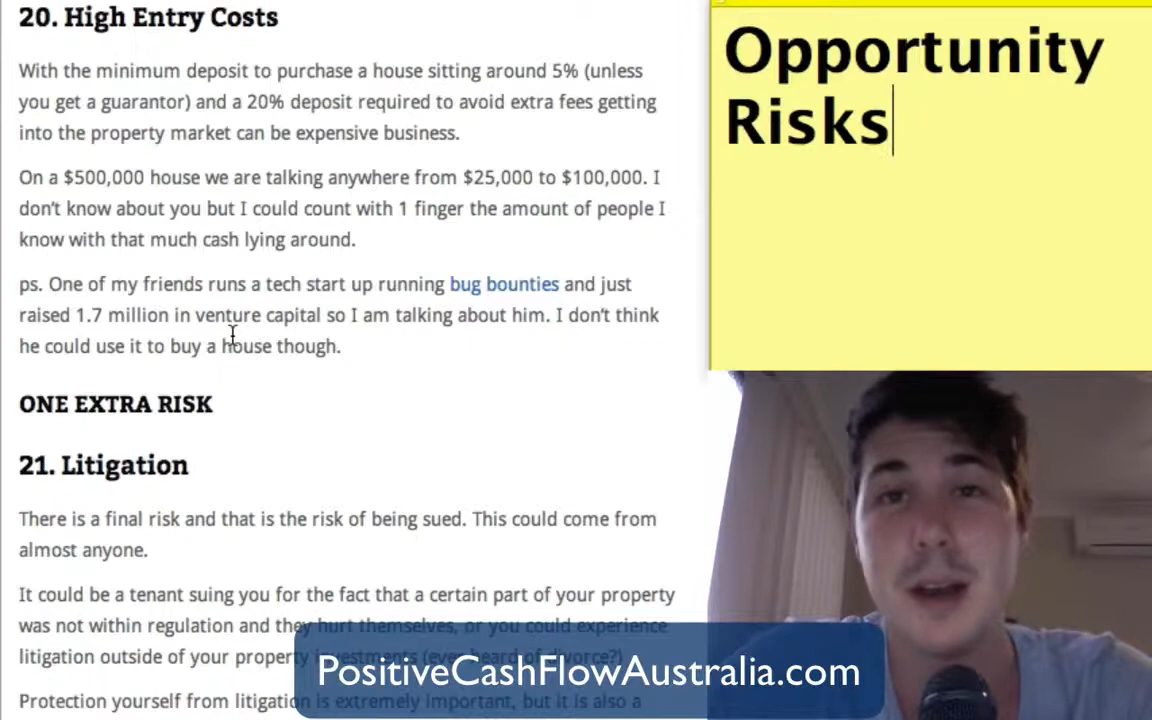 20. High Entry Costs
With the minimum deposit to purchase a house sitting around 5% (unless
you get a guarantor) and a 20% deposit required to avoid extra fees getting
into the property market can be expensive business.
On a $500,000 house we are talking anywhere from $25,000 to $100,000. I
don't know about you but I could count with 1 finger the amount of people I
know with that much cash lying around.
ps. One of my friends runs a tech start up running bug bounties and just
raised 1.7 million in venture capital so I am talking about him. I don't think
he could use it to buy a house though.
ONE EXTRA RISK
21. Litigation
There is a final risk and that is the risk of being sued. This could come from
almost anyone.
It could be a tenant suing you for the fact that a certain part of your property
was not within regulation and they hurt themselves, or you could experience
litigation outside of your property investments (ever heard of divorce?)
Protection yourself from litigation is extremely important, but it is also a
Opportunity
Risks
PositiveCashFlowAustralia.com